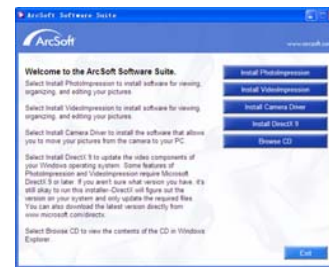 ArcSoft Software Suite
ArcSoft
www.arcsoft.com
Welcome to the ArcSoft Software Suite.
Select Install PhotoImpression to install software for viewing,
organizing, and editing your pictures.
Select Install VideoImpression to install software for viewing,
organizing, and editing your pictures.
Select Install Camera Driver to install the software that allows
you to move your pictures from the camera to your PC.
Select Install DirectX 9 to update the video components of
your Windows operating system. Some features of
PhotoImpression and VideoImpression require Microsoft
DirectX 9 or later. If you aren't sure what version you have, it's
still okay to run this installer-DirectX will figure out the
version on your system and only update the required files.
You can also download the latest version directly from
www.microsoft.com/directx.
Select Browse CD to view the contents of the CD in Windows
Explorer.
Install PhotoImpression
Install VideoImpression
Install Camera Driver
Install DirectX 9
Browse CD
Exit